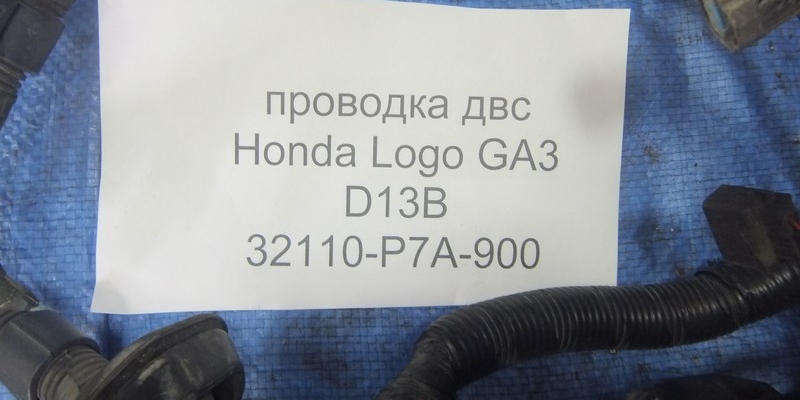 проводка двс
Honda Logo GA3
D13B
32110-P7A-900